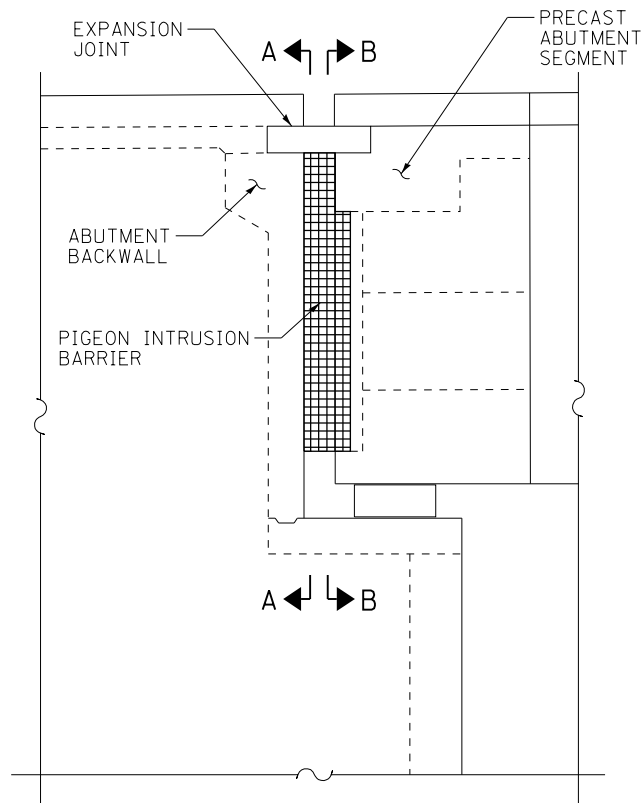 EXPANSION
JOINT
A
B
PRECAST
ABUTMENT
SEGMENT
ABUTMENT
BACKWALL
PIGEON INTRUSION
BARRIER
A
B